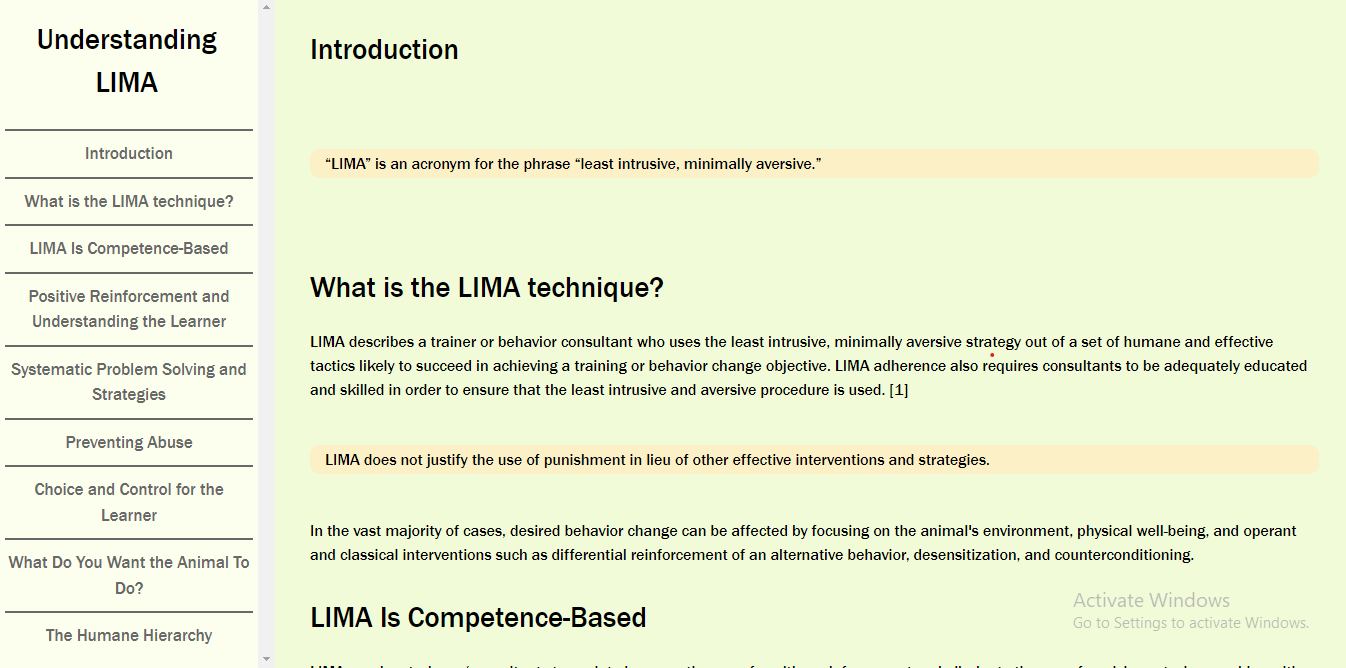 Understanding
LIMA
Introduction
What is the LIMA technique?
LIMA Is Competence-Based
Positive Reinforcement and
Understanding the Learner
Systematic Problem Solving and
Strategies
Preventing Abuse
Choice and Control for the
Learner
What Do You Want the Animal To
Do?
The Humane Hierarchy
Introduction
“LIMA” is an acronym for the phrase “least intrusive, minimally aversive.”
What is the LIMA technique?
LIMA describes a trainer or behavior consultant who uses the least intrusive, minimally aversive strategy out of a set of humane and effective
tactics likely to succeed in achieving a training or behavior change objective. LIMA adherence also requires consultants to be adequately educated
and skilled in order to ensure that the least intrusive and aversive procedure is used. [1]
LIMA does not justify the use of punishment in lieu of other effective interventions and strategies.
In the vast majority of cases, desired behavior change can be affected by focusing on the animal's environment, physical well-being, and operant
and classical interventions such as differential reinforcement of an alternative behavior, desensitization, and counterconditioning.
LIMA Is Competence-Based
Activate Windows
Go to Settings to activate Windows.